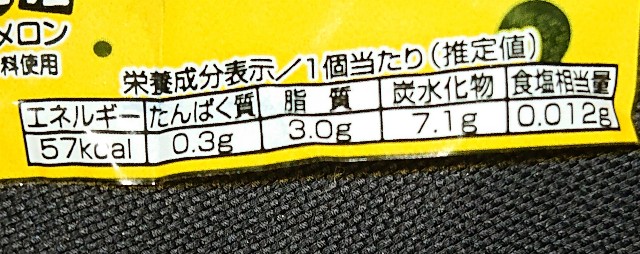 メロン
料使用
栄養成分表示/1個当たり(推定値)
エネルギー たんぱく質 脂質 炭水化物 食塩相当量
57kcal 0.3g 3.0g 7.1g 0.012g